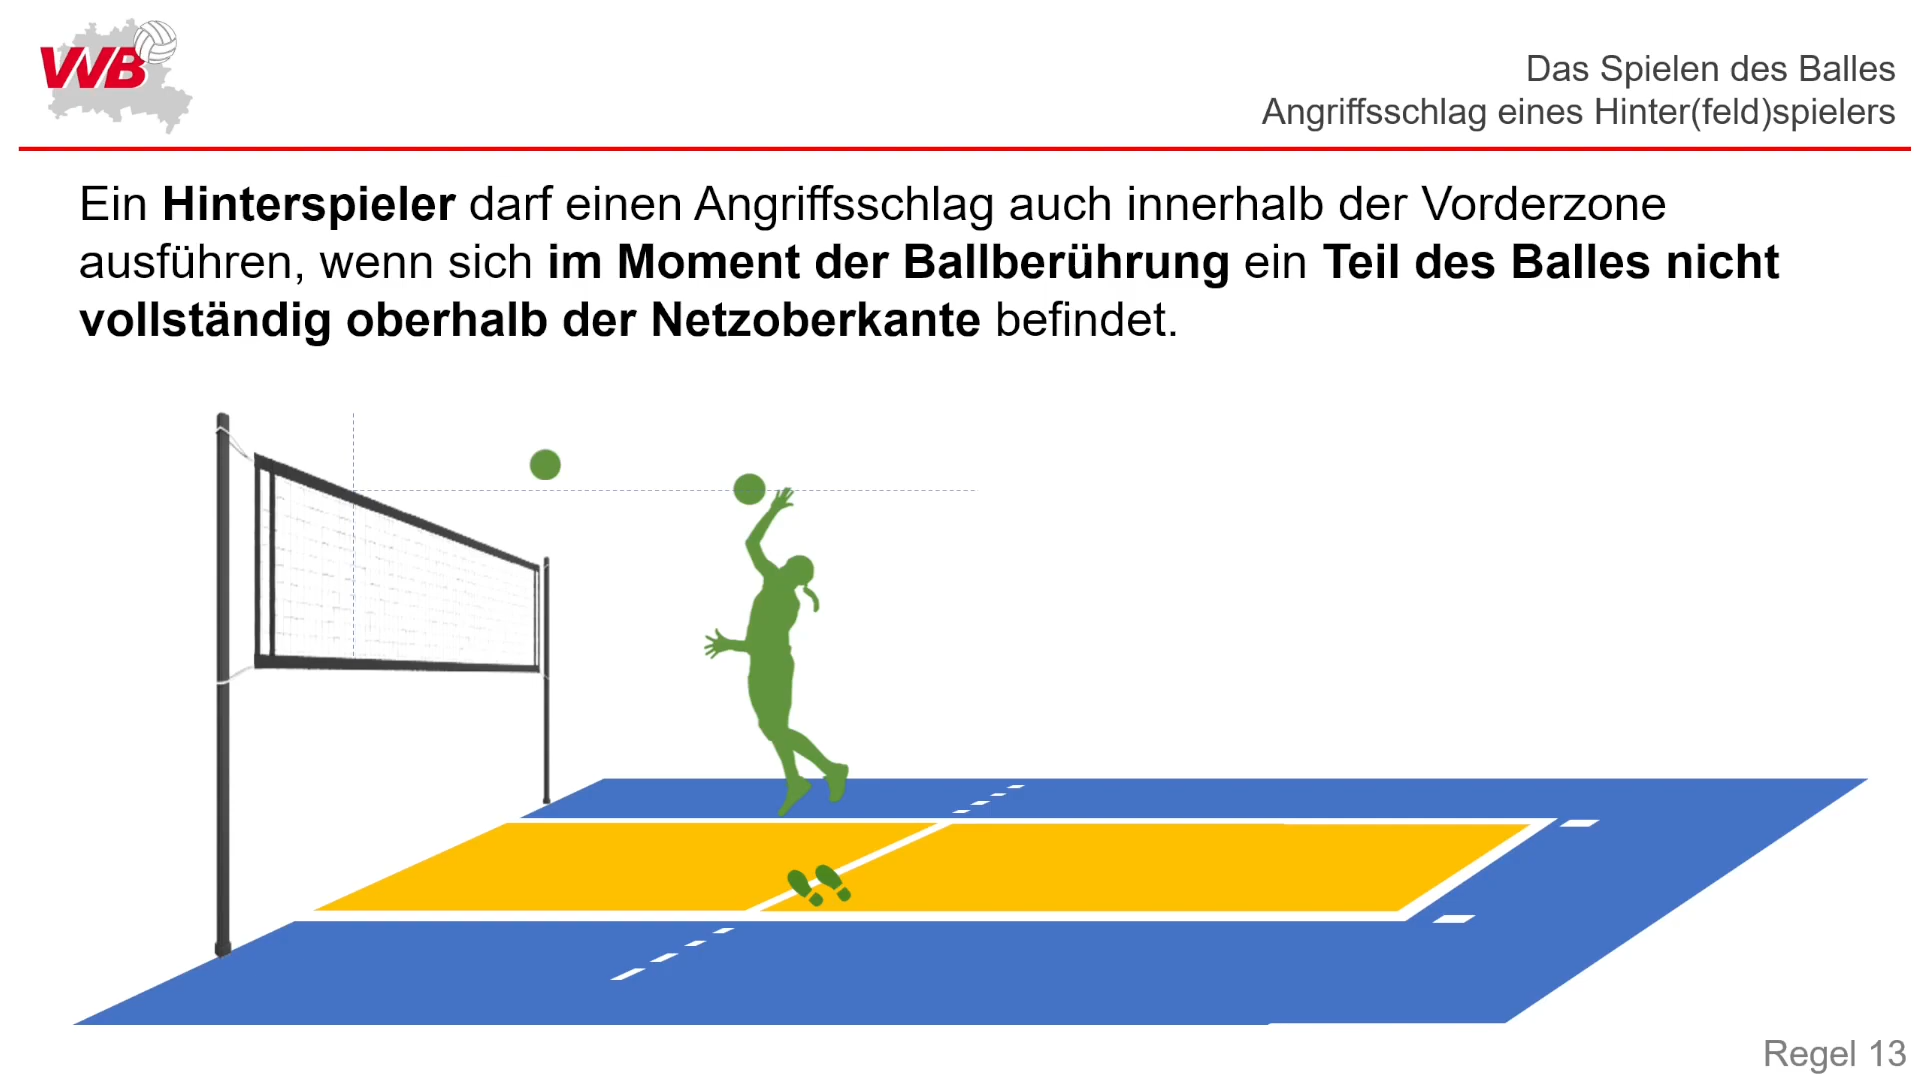 VVB
Das Spielen des Balles
Angriffsschlag eines Hinter(feld)spielers
Ein Hinterspieler darf einen Angriffsschlag auch innerhalb der Vorderzone
ausführen, wenn sich im Moment der Ballberührung ein Teil des Balles nicht
vollständig oberhalb der Netzoberkante befindet.
Regel 13